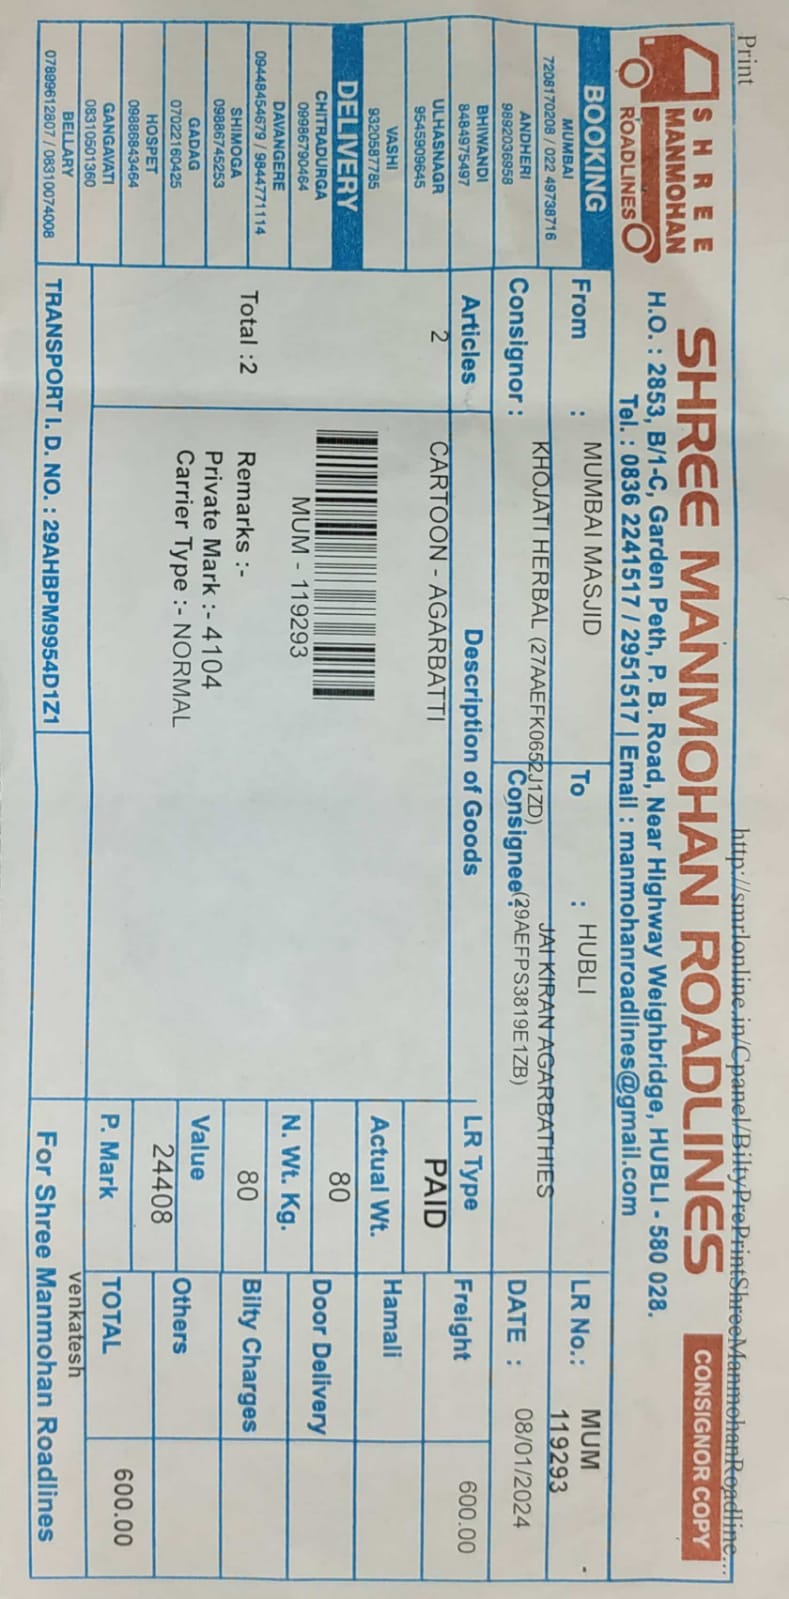 Print
http://smrlonline.in/Cpanel/BiltyPrePrintShreeManmohanRoadline...
SHREE
MANMOHAN
ROADLINES
SHREE MANMOHAN ROADLINES
CONSIGNOR COPY
H.O. : 2853, B/1-C, Garden Peth, P. B. Road, Near Highway Weighbridge, HUBLI - 580 028.
Tel. : 0836 2241517 / 2951517 | Email : manmohanroadlines@gmail.com
BOOKING
MUMBAI
7208170208 / 022 49738716
ANDHERI
9892036958
BHIWANDI
8484975497
ULHASNAGR
9545909645
VASHI
9320587785
DELIVERY
CHITRADURGA
09986790464
DAVANGERE
09448454679 / 9844771114
SHIMOGA
09886745253
GADAG
07022160425
HOSPET
09886843464
GANGAVATI
08310501360
BELLARY
07899612807 / 08310074008
From : MUMBAI MASJID
To : HUBLI
LR No.: MUM - 119293
Consignor : KHOJATI HERBAL (27AAEFK0652J1ZD)
Consignee: JAI KIRAN AGARBATHIES (29AEFPS3819E1ZB)
DATE : 08/01/2024
Articles
Description of Goods
LR Type
Freight 600.00
2
CARTOON - AGARBATTI
PAID
Actual Wt.
Hamali
MUM - 119293
80
Door Delivery
N. Wt. Kg.
Total :2
Remarks :-
80
Bilty Charges
Private Mark :- 4104
Value
Others
Carrier Type :- NORMAL
24408
P. Mark
TOTAL 600.00
TRANSPORT I. D. NO. : 29AHBPM9954D1Z1
venkatesh
For Shree Manmohan Roadlines